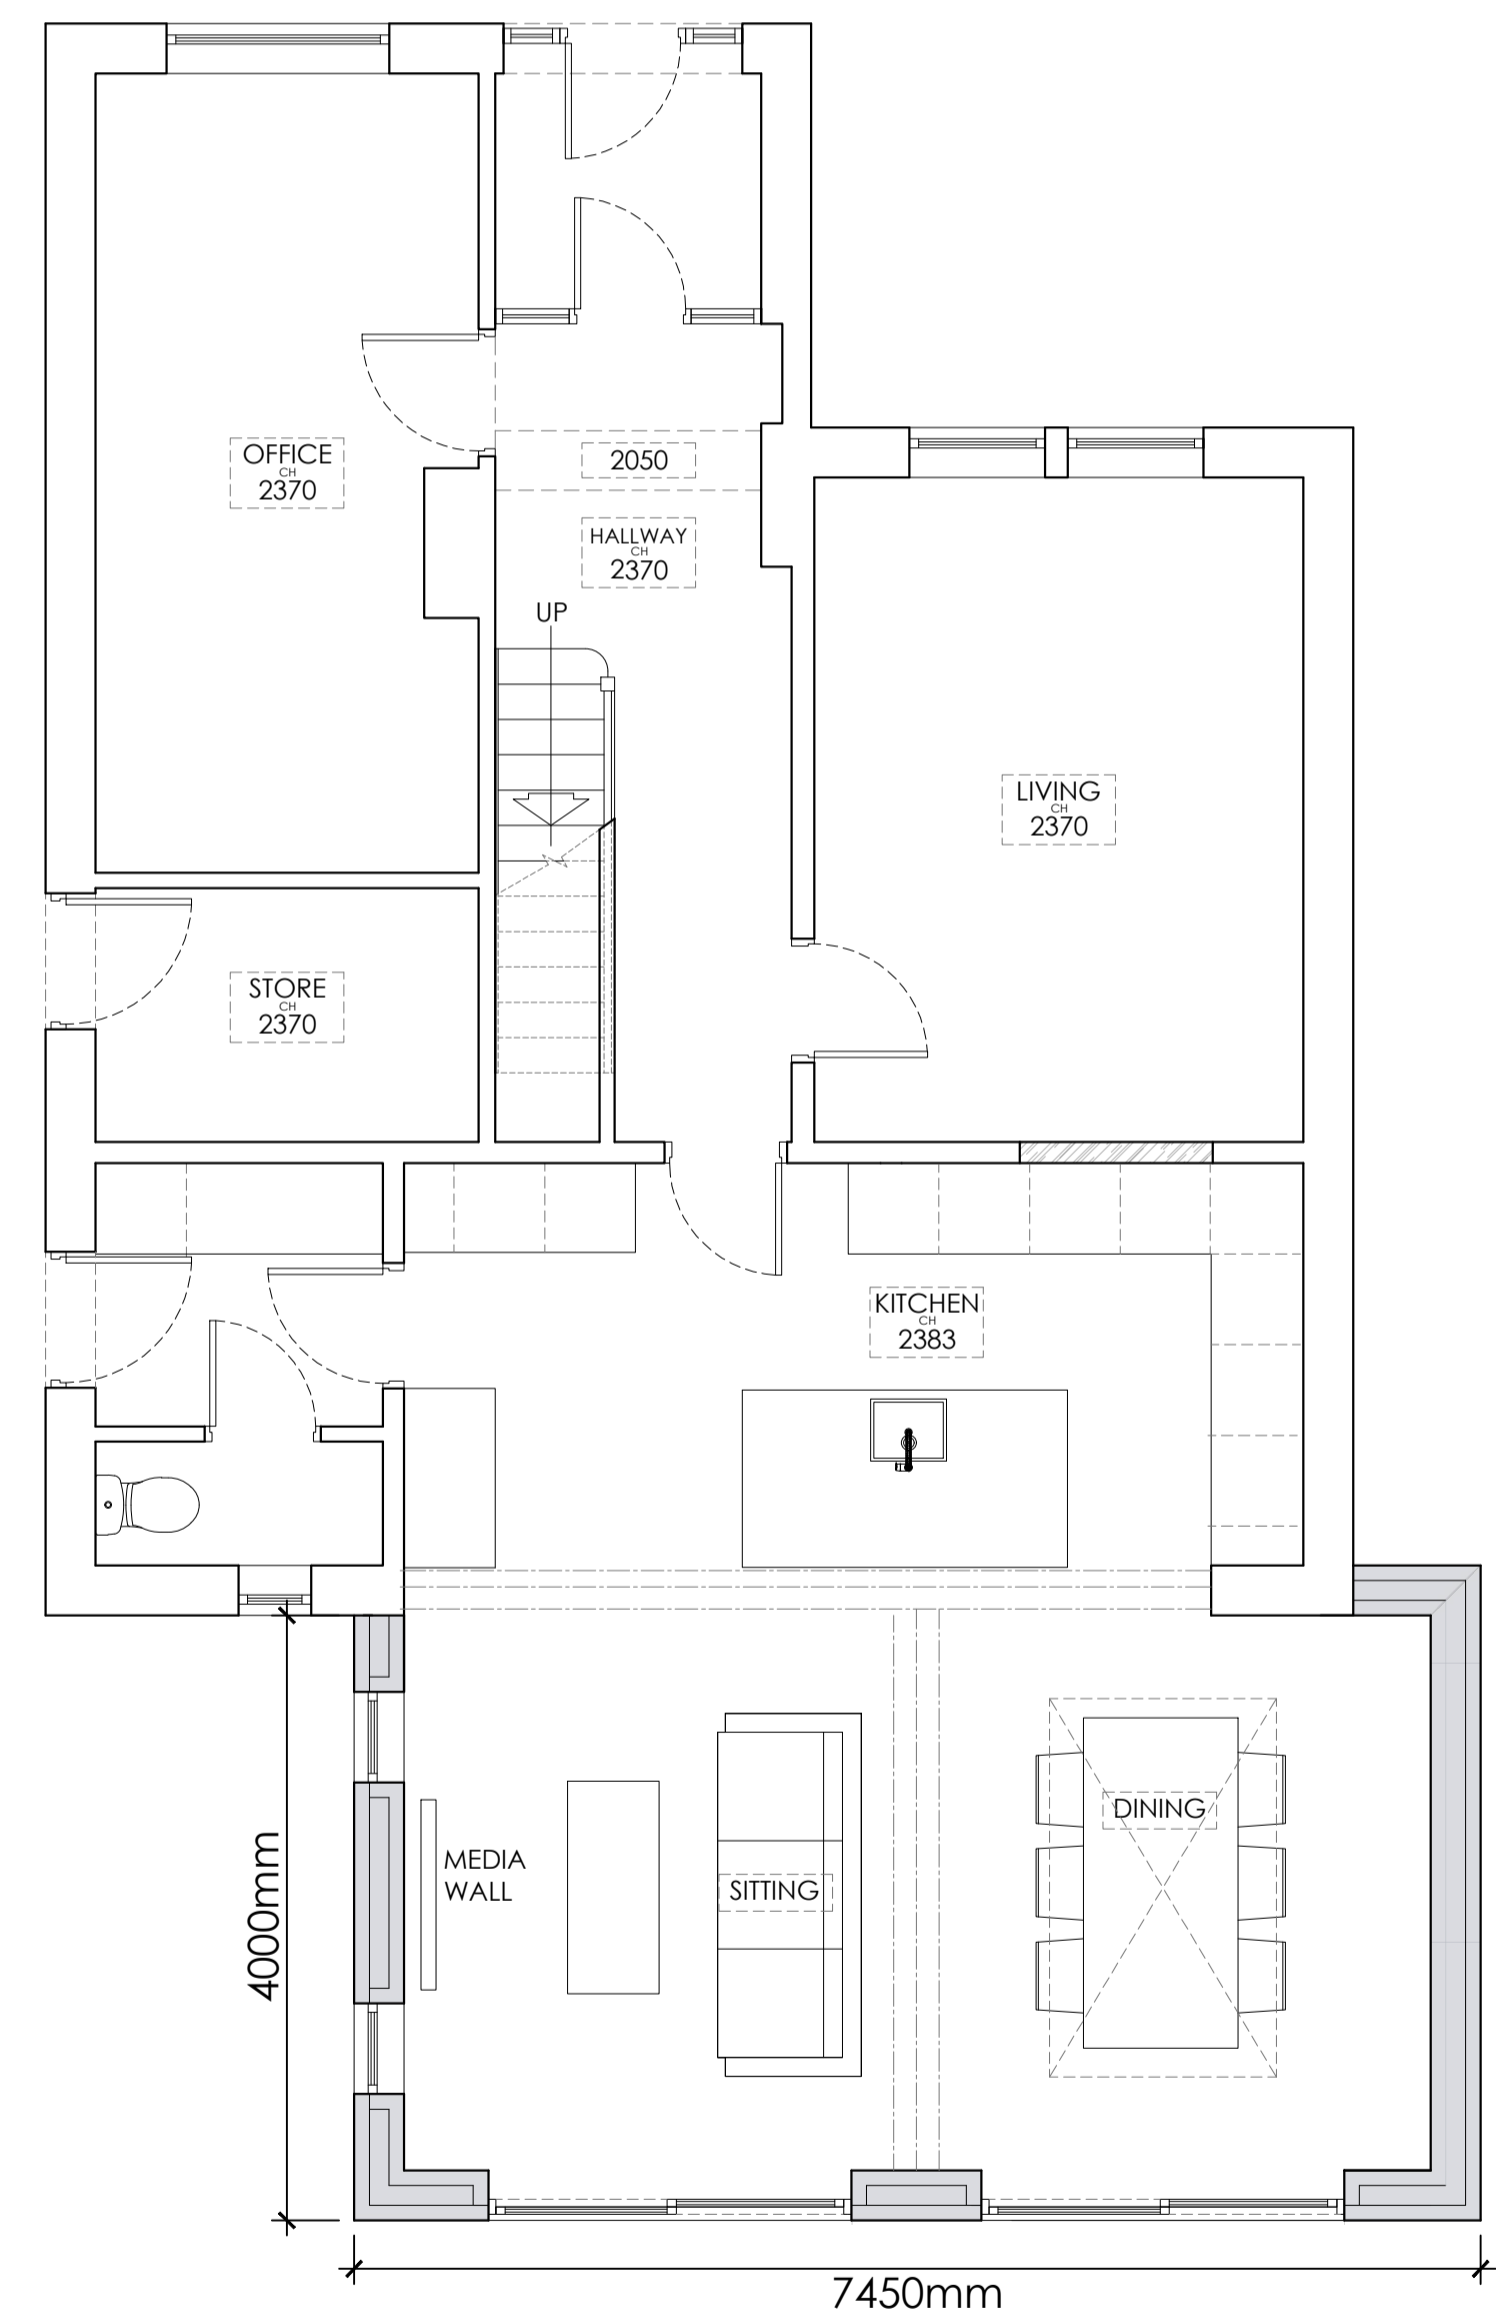 OFFICE
CH
2370
2050
HALLWAY
CH
2370
UP
LIVING
CH
2370
STORE
CH
2370
KITCHEN
CH
2383
DINING
MEDIA
WALL
SITTING
4000mm
7450mm